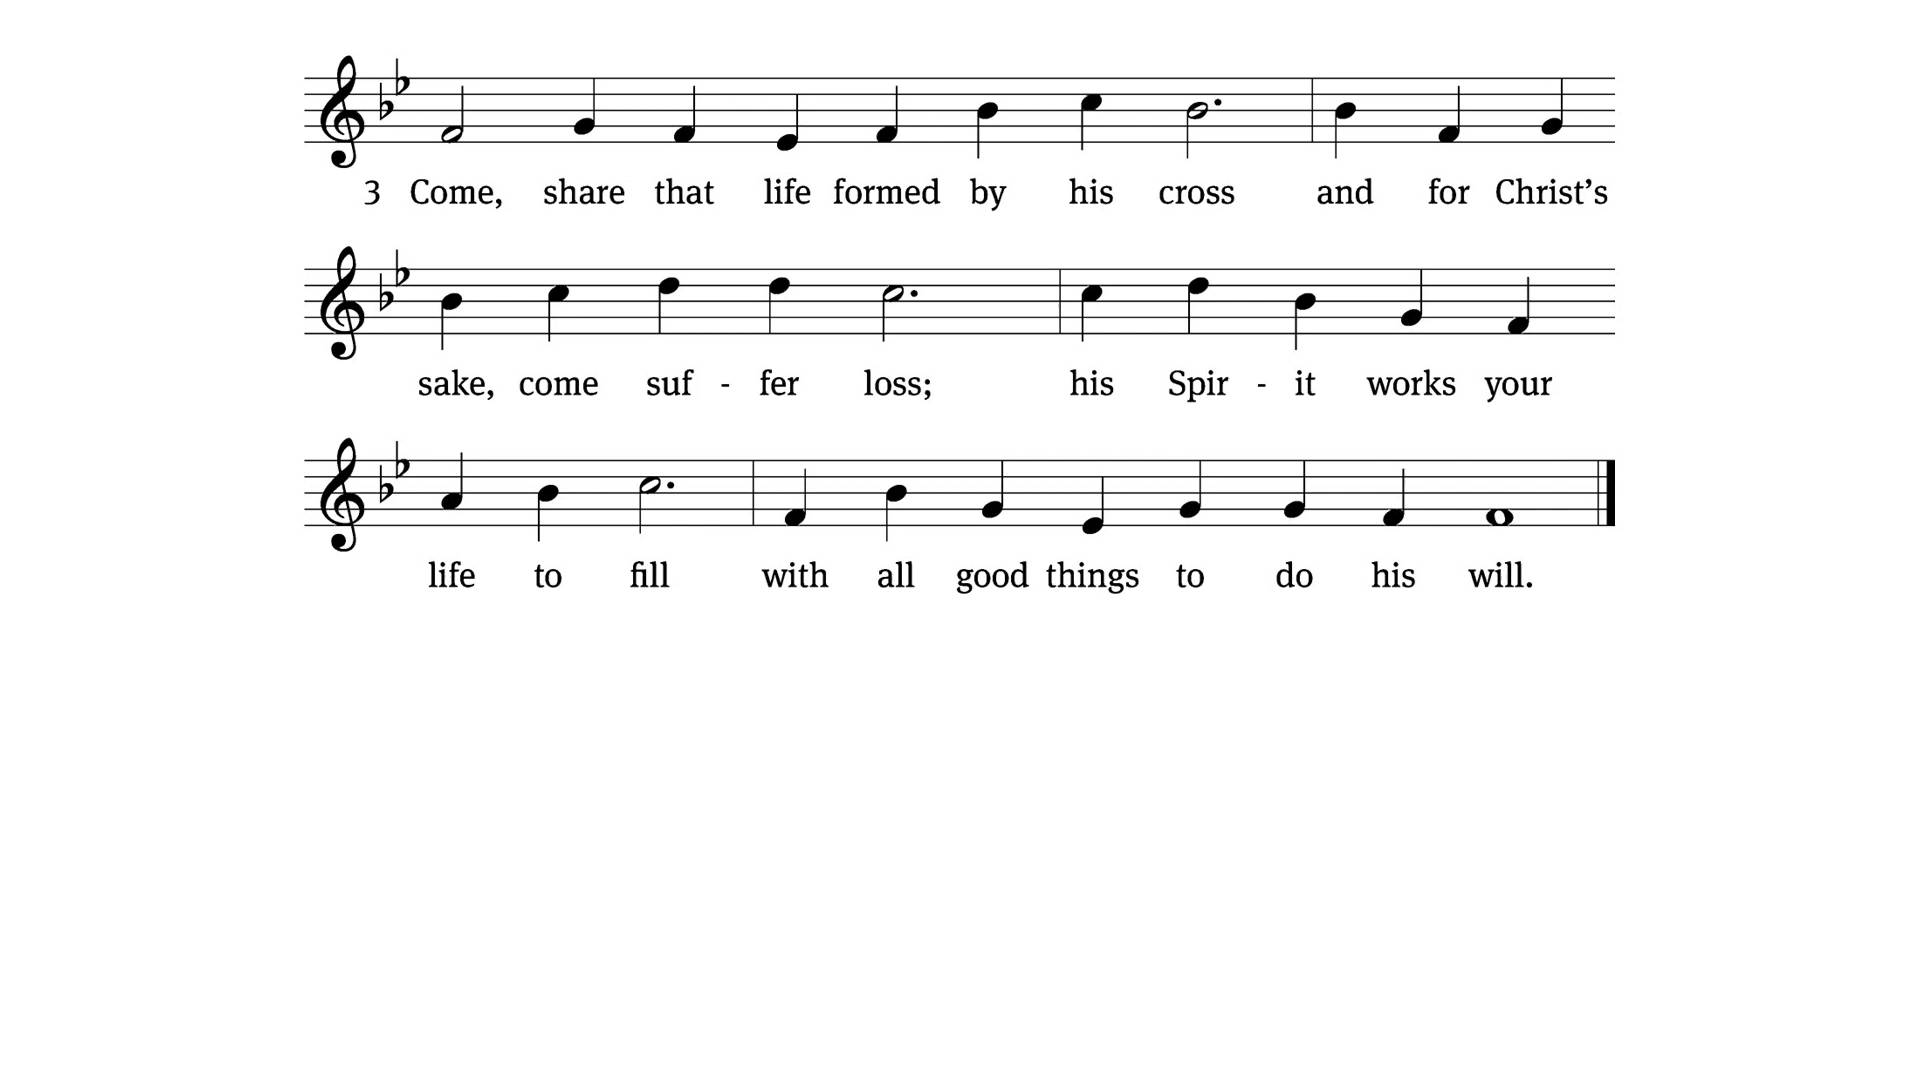 3 Come, share that life formed by his cross and for Christ’s
sake, come suf - fer loss; his Spir - it works your
life to fill with all good things to do his will.